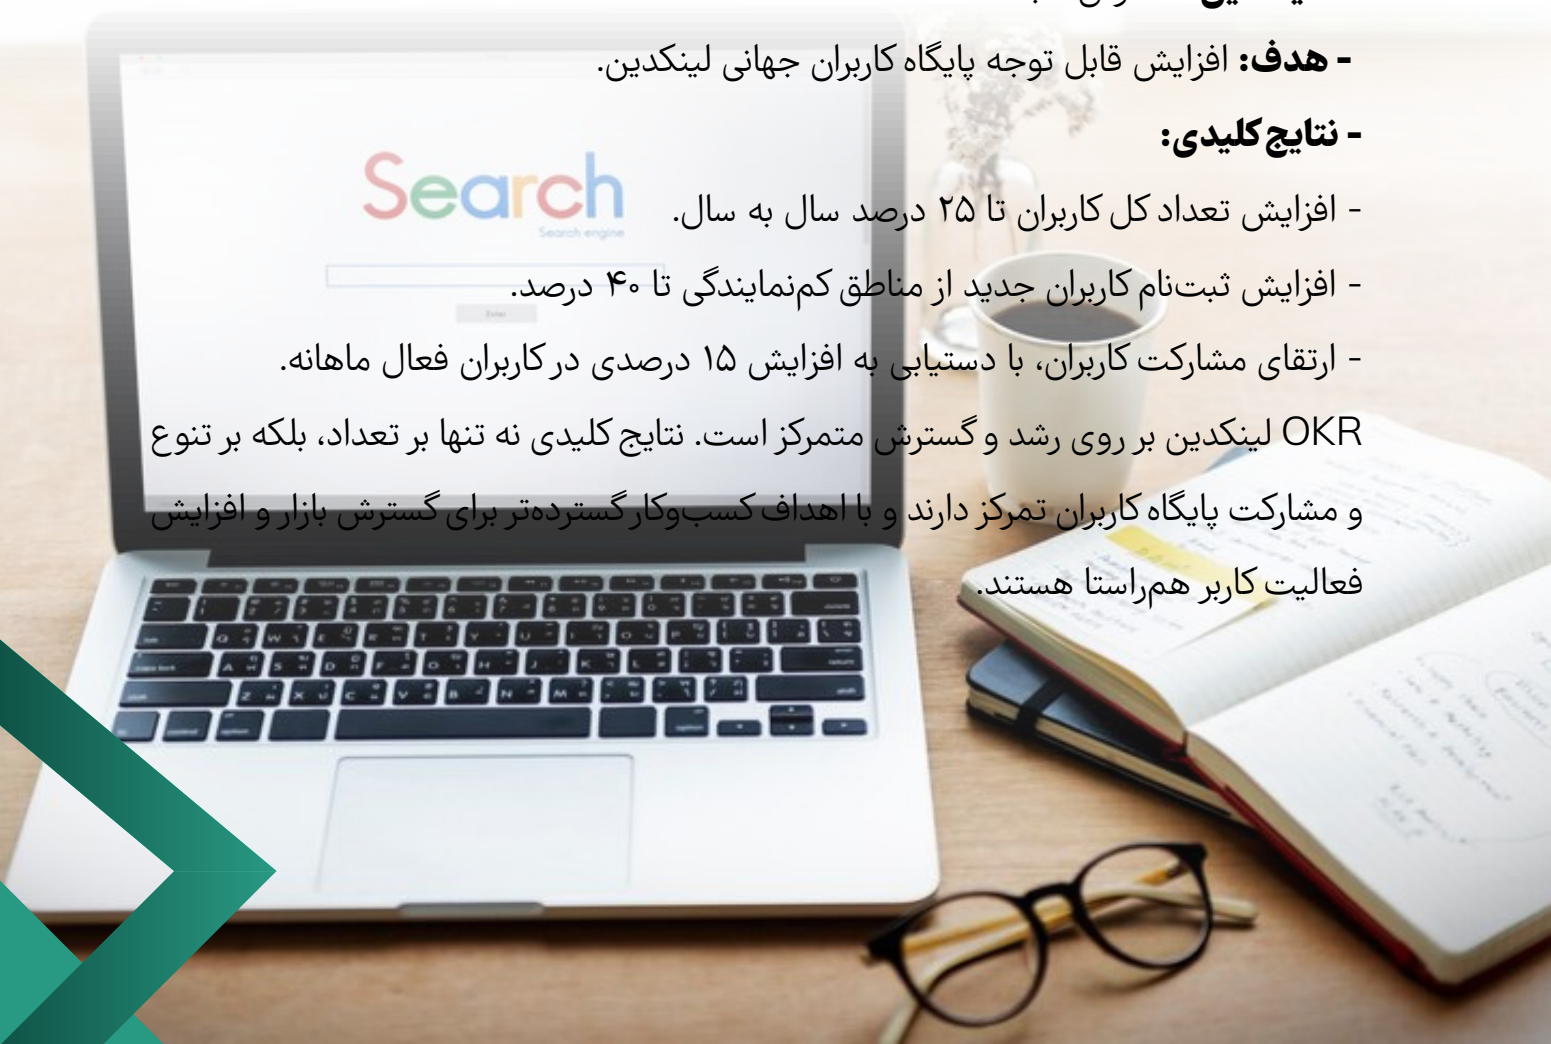 - هدف: افزایش قابل توجه پایگاه کاربران جهانی لینکدین.
- نتایج کلیدی:
- افزایش تعداد کل کاربران تا ۲۵ درصد سال به سال.
- افزایش ثبت‌نام کاربران جدید از مناطق کم‌نمایندگی تا ۴۰ درصد.
- ارتقای مشارکت کاربران، با دستیابی به افزایش ۱۵ درصدی در کاربران فعال ماهانه.
OKR لینکدین بر روی رشد و گسترش متمرکز است. نتایج کلیدی نه تنها بر تعداد، بلکه بر تنوع
و مشارکت پایگاه کاربران تمرکز دارند و با اهداف کسب‌وکار گسترده‌تر برای گسترش بازار و افزایش
فعالیت کاربر هم‌راستا هستند.
Search
Search engine
Enter